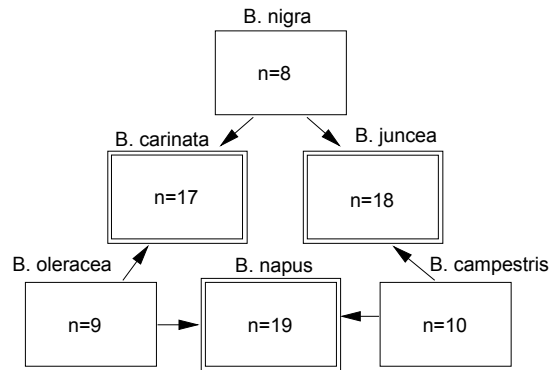 B. nigra
n=8
B. carinata
B. juncea
n=17
n=18
B. oleracea
B. napus
B. campestris
n=9
n=19
n=10